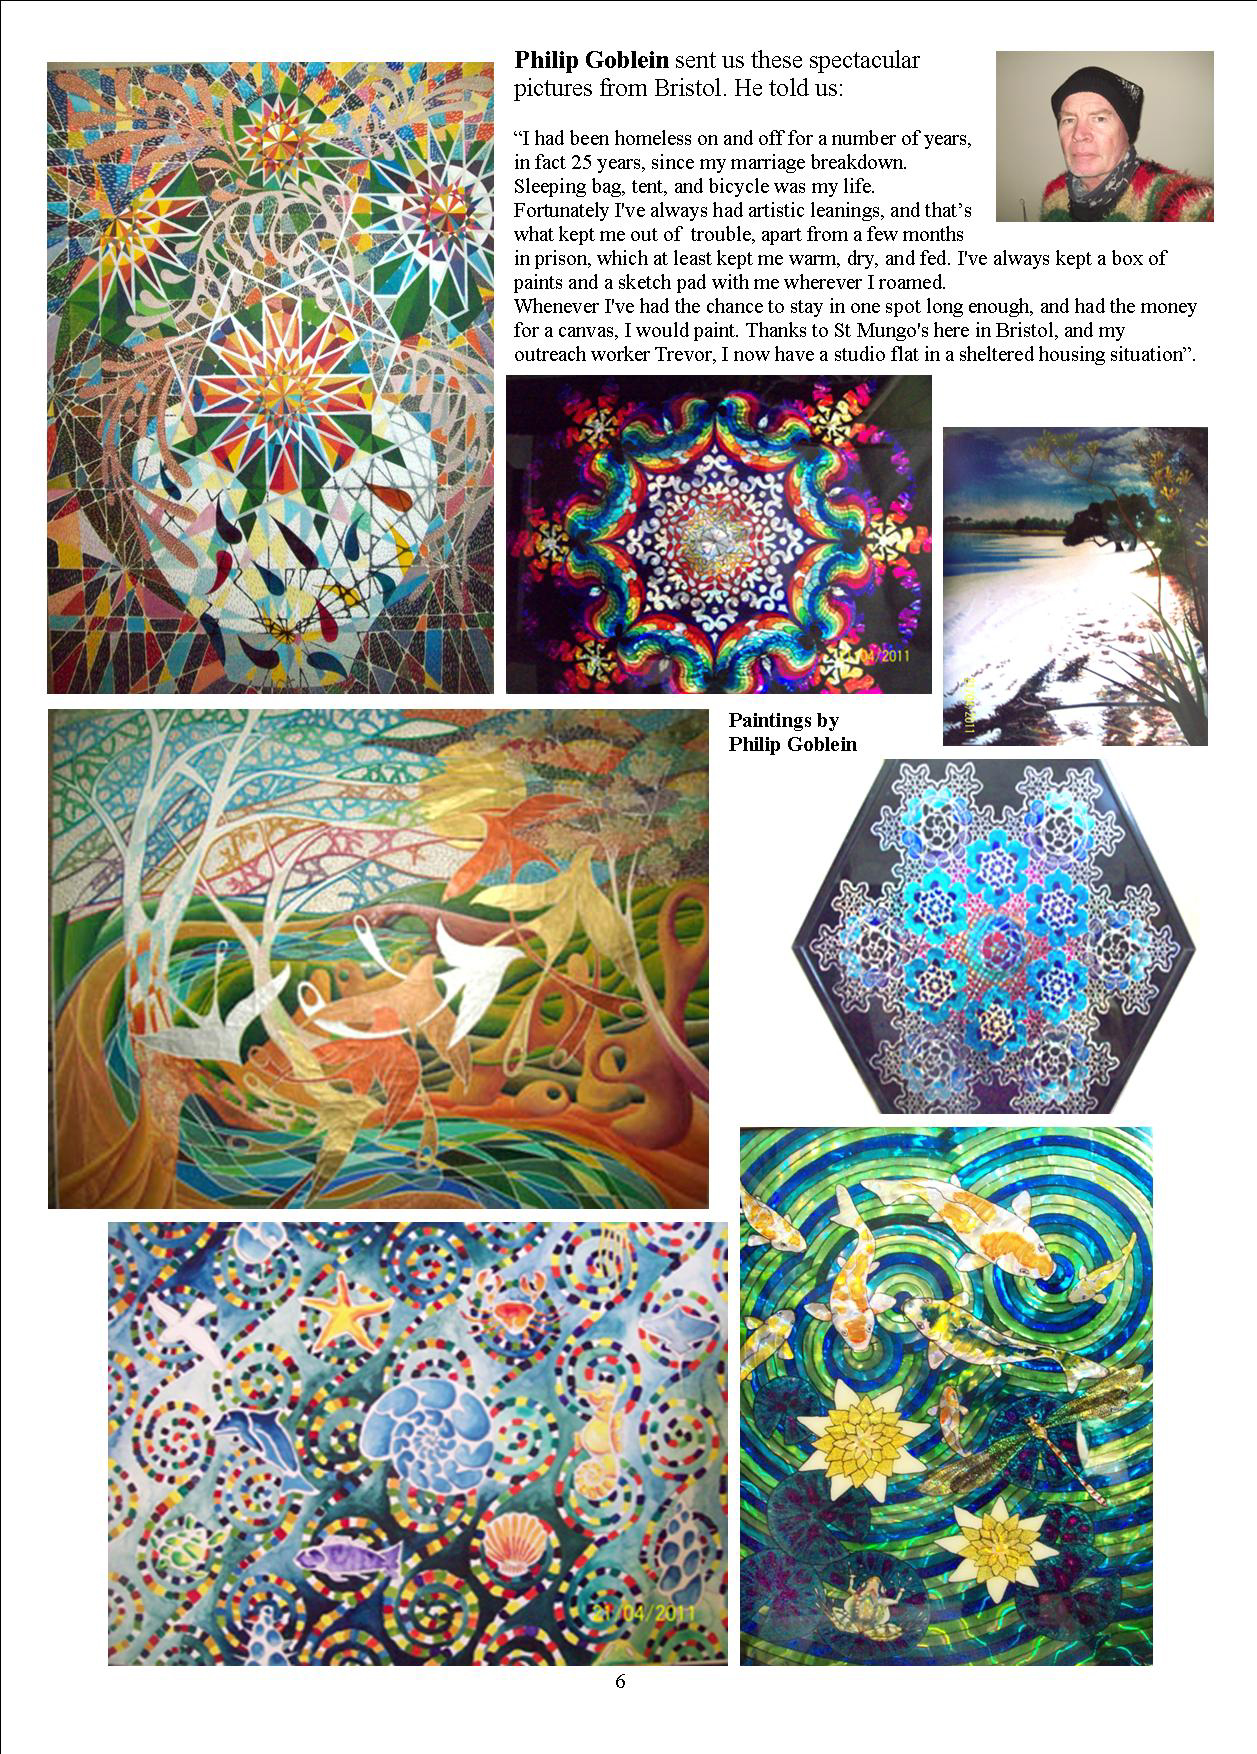 Philip Goblein sent us these spectacular
pictures from Bristol. He told us:
“I had been homeless on and off for a number of years,
in fact 25 years, since my marriage breakdown.
Sleeping bag, tent, and bicycle was my life.
Fortunately I've always had artistic leanings, and that’s
what kept me out of trouble, apart from a few months
in prison, which at least kept me warm, dry, and fed. I've always kept a box of
paints and a sketch pad with me wherever I roamed.
Whenever I've had the chance to stay in one spot long enough, and had the money
for a canvas, I would paint. Thanks to St Mungo's here in Bristol, and my
outreach worker Trevor, I now have a studio flat in a sheltered housing situation”.
Paintings by
Philip Goblein
21/04/2011
6